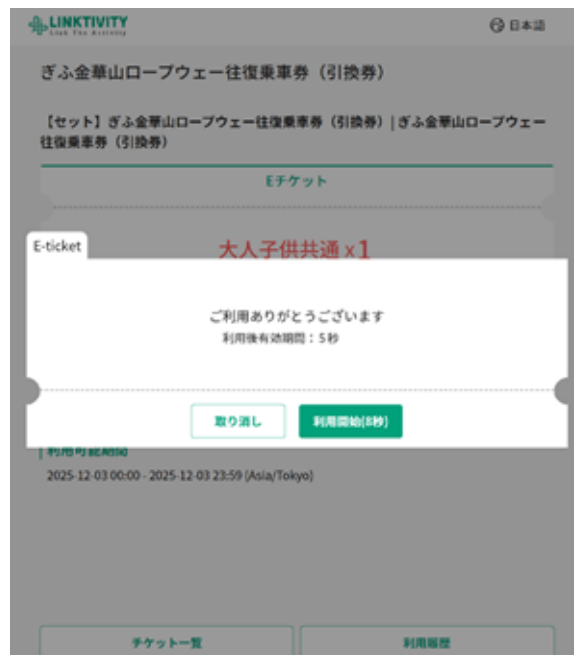 LINKTIVITY
Link The Activity
日本語
ぎふ金華山ロープウェー往復乗車券（引換券）
【セット】ぎふ金華山ロープウェー往復乗車券（引換券）| ぎふ金華山ロープウェー
往復乗車券（引換券）
Eチケット
E-ticket
大人子供共通 x1
ご利用ありがとうございます
利用後有効期間：5秒
取り消し
利用開始(8秒)
利用可能期間
2025-12-03 00:00 - 2025-12-03 23:59 (Asia/Tokyo)
チケット一覧
利用履歴